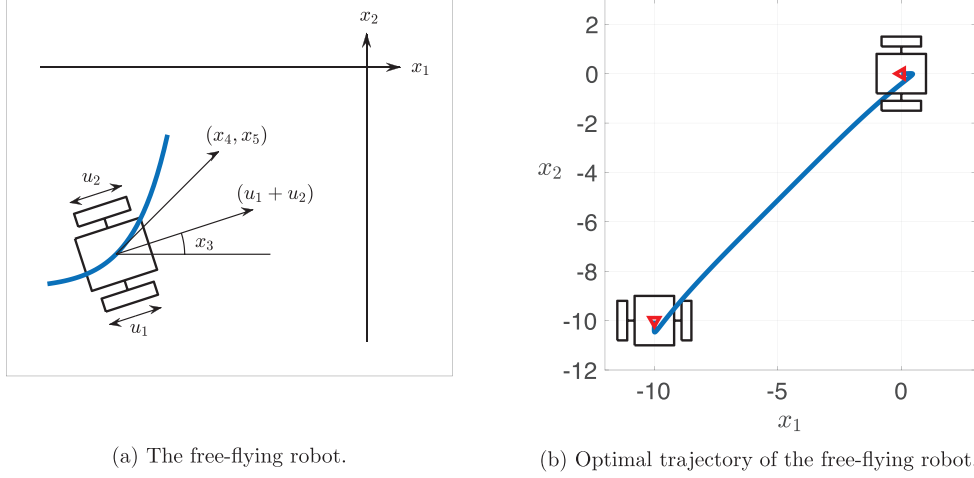 x₂
x₁
(x₄, x₅)
u₂
(u₁ + u₂)
x₃
u₁
(a) The free-flying robot.
2
0
-2
-4
x₂
-6
-8
-10
-12
-10
-5
0
x₁
(b) Optimal trajectory of the free-flying robot.